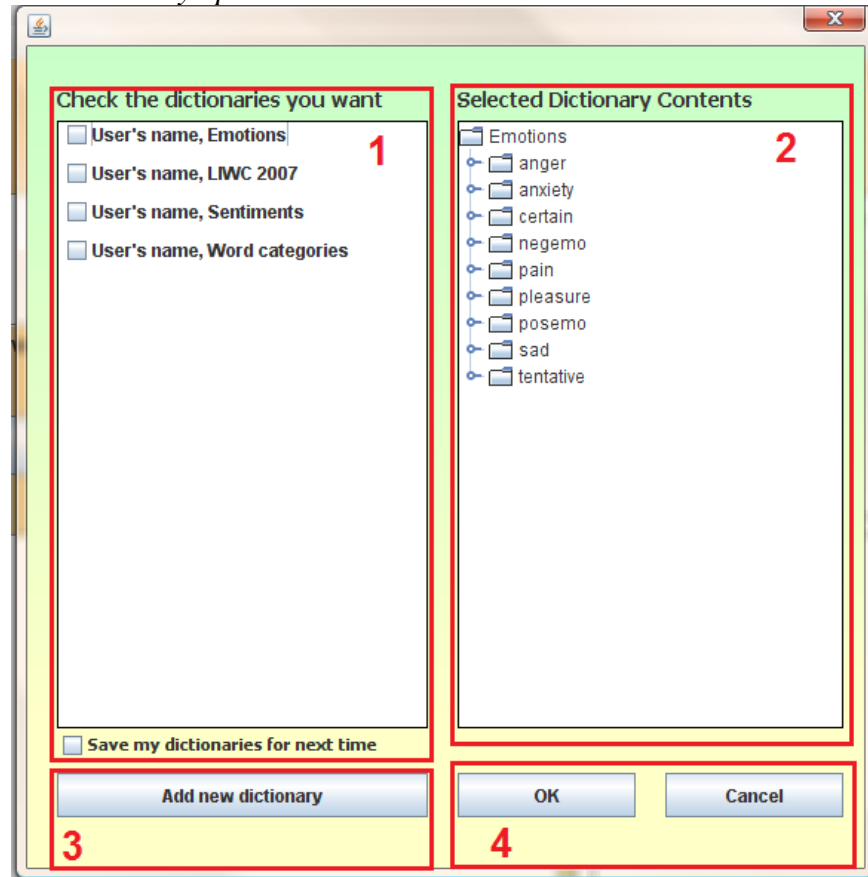 Check the dictionaries you want
User's name, Emotions
User's name, LIWC 2007
User's name, Sentiments
User's name, Word categories
1
Save my dictionaries for next time
Selected Dictionary Contents
Emotions
anger
anxiety
certain
negemo
pain
pleasure
posemo
sad
tentative
2
Add new dictionary
3
OK
Cancel
4